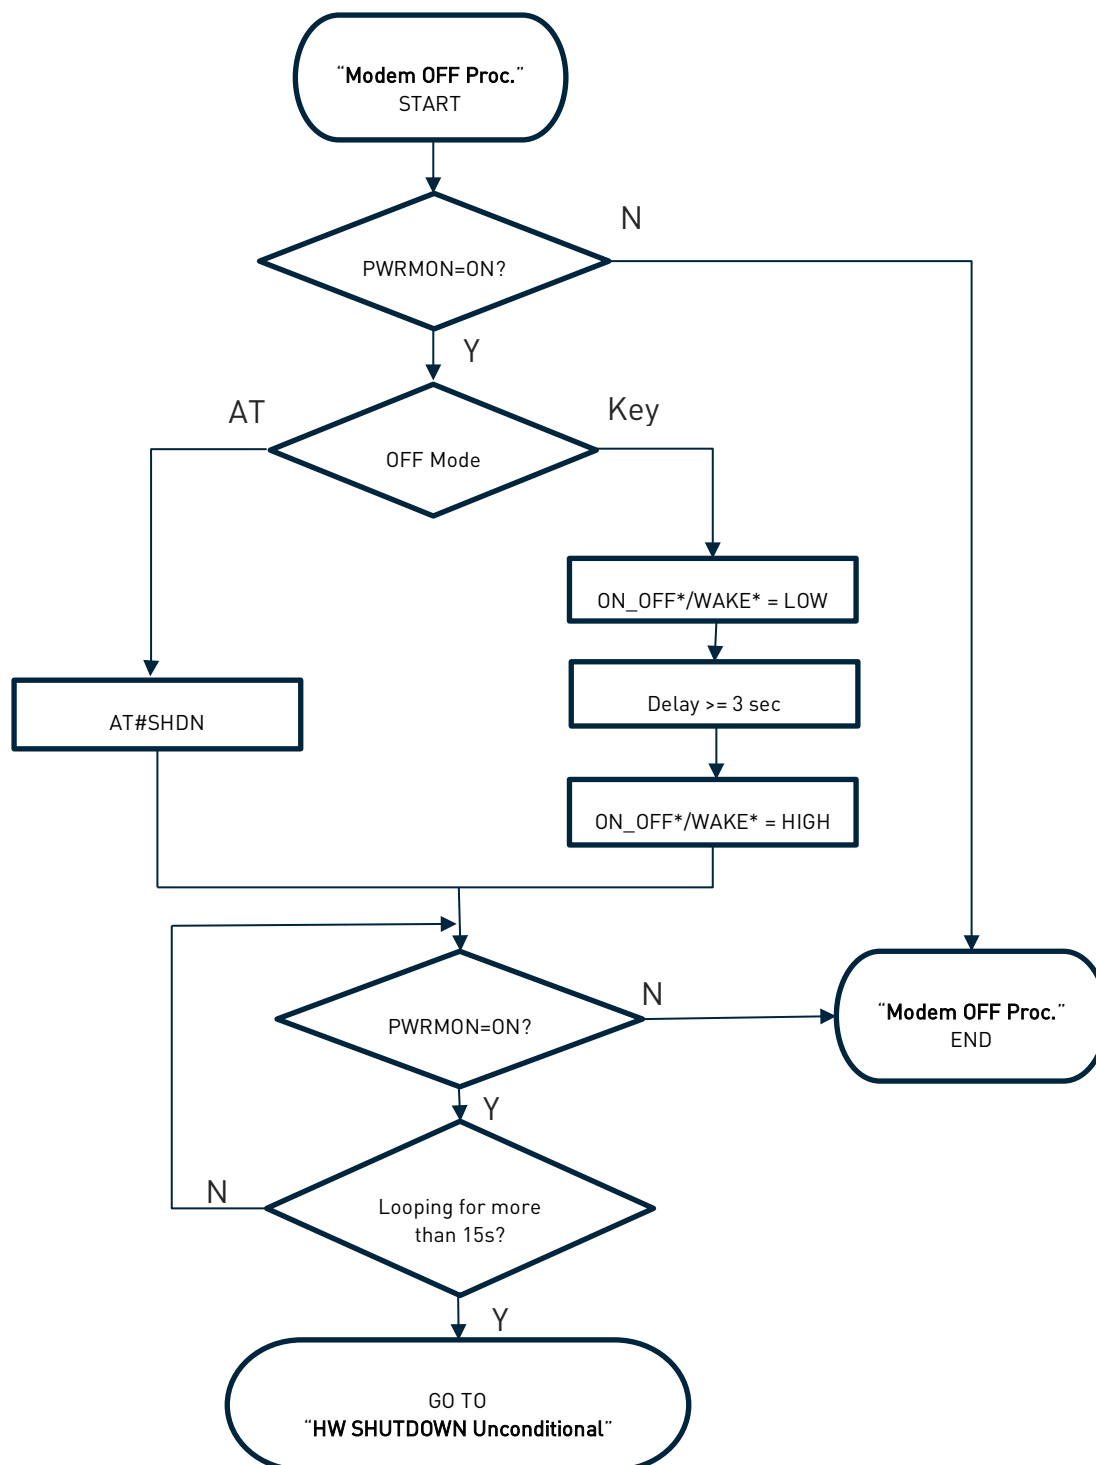 “Modem OFF Proc.”
START
N
PWRMON=ON?
Y
AT
Key
OFF Mode
ON_OFF*/WAKE* = LOW
Delay >= 3 sec
AT#SHDN
ON_OFF*/WAKE* = HIGH
N
PWRMON=ON?
“Modem OFF Proc.”
END
Y
N
Looping for more
than 15s?
Y
GO TO
“HW SHUTDOWN Unconditional”